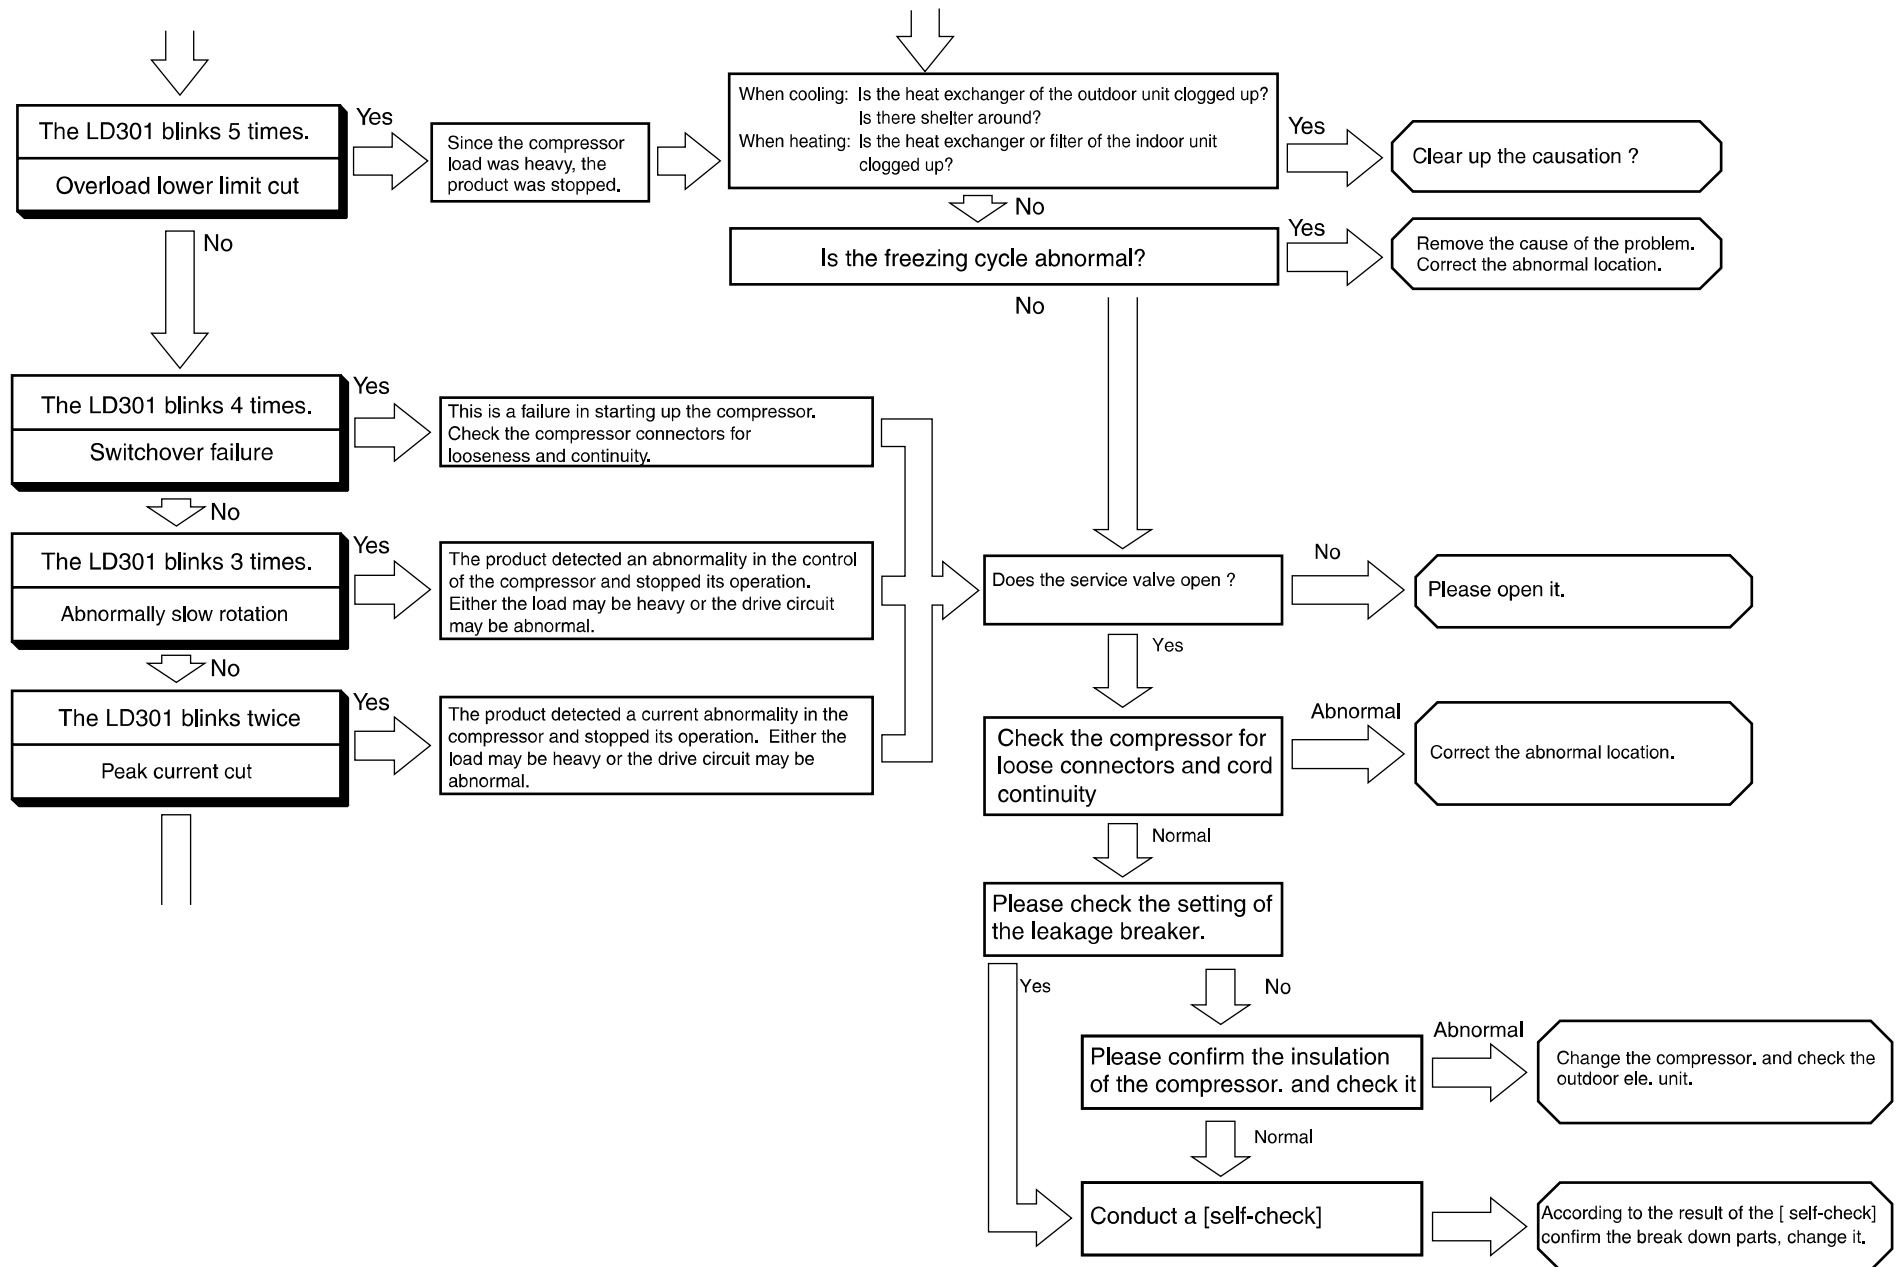 The LD301 blinks 5 times.
Overload lower limit cut
Yes
Since the compressor
load was heavy, the
product was stopped.
When cooling: Is the heat exchanger of the outdoor unit clogged up?
Is there shelter around?
When heating: Is the heat exchanger or filter of the indoor unit
clogged up?
Yes
Clear up the causation ?
No
Is the freezing cycle abnormal?
Yes
Remove the cause of the problem.
Correct the abnormal location.
No
No
The LD301 blinks 4 times.
Switchover failure
Yes
This is a failure in starting up the compressor.
Check the compressor connectors for
looseness and continuity.
No
The LD301 blinks 3 times.
Abnormally slow rotation
Yes
The product detected an abnormality in the control
of the compressor and stopped its operation.
Either the load may be heavy or the drive circuit
may be abnormal.
No
The LD301 blinks twice
Peak current cut
Yes
The product detected a current abnormality in the
compressor and stopped its operation. Either the
load may be heavy or the drive circuit may be
abnormal.
Does the service valve open ?
No
Please open it.
Yes
Check the compressor for
loose connectors and cord
continuity
Abnormal
Correct the abnormal location.
Normal
Please check the setting of
the leakage breaker.
Yes
No
Please confirm the insulation
of the compressor. and check it
Abnormal
Change the compressor. and check the
outdoor ele. unit.
Normal
Conduct a [self-check]
According to the result of the [ self-check]
confirm the break down parts, change it.